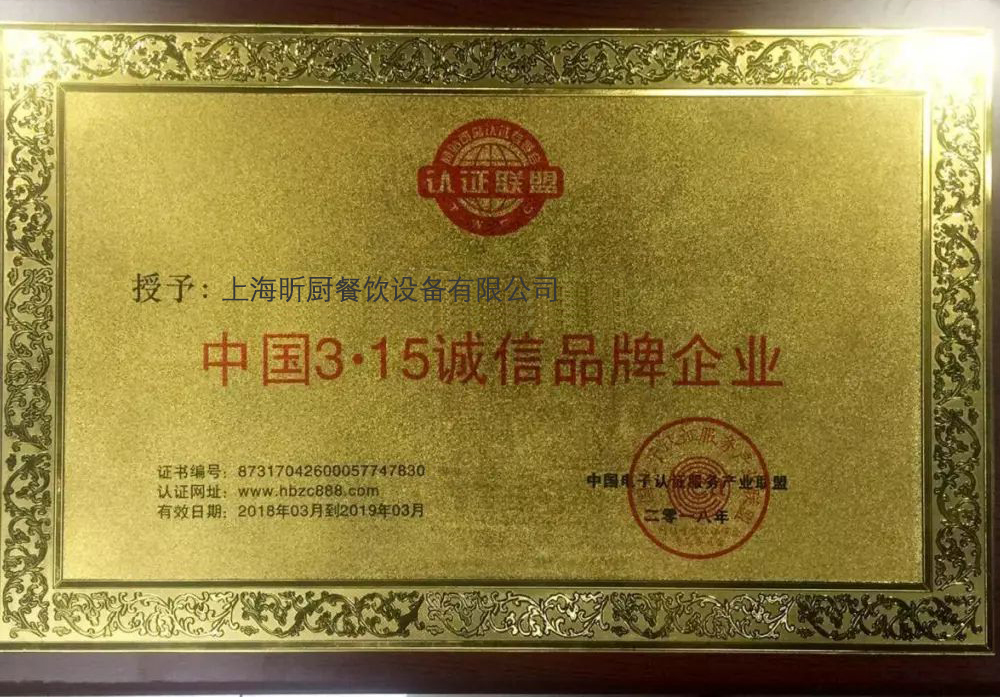 认证联盟
授予：上海昕厨餐饮设备有限公司
中国3·15诚信品牌企业
证书编号：87317042600057747830
认证网址：www.hbzc888.com
有效日期：2018年03月到2019年03月
中国电子认证服务产业联盟
二零一八年